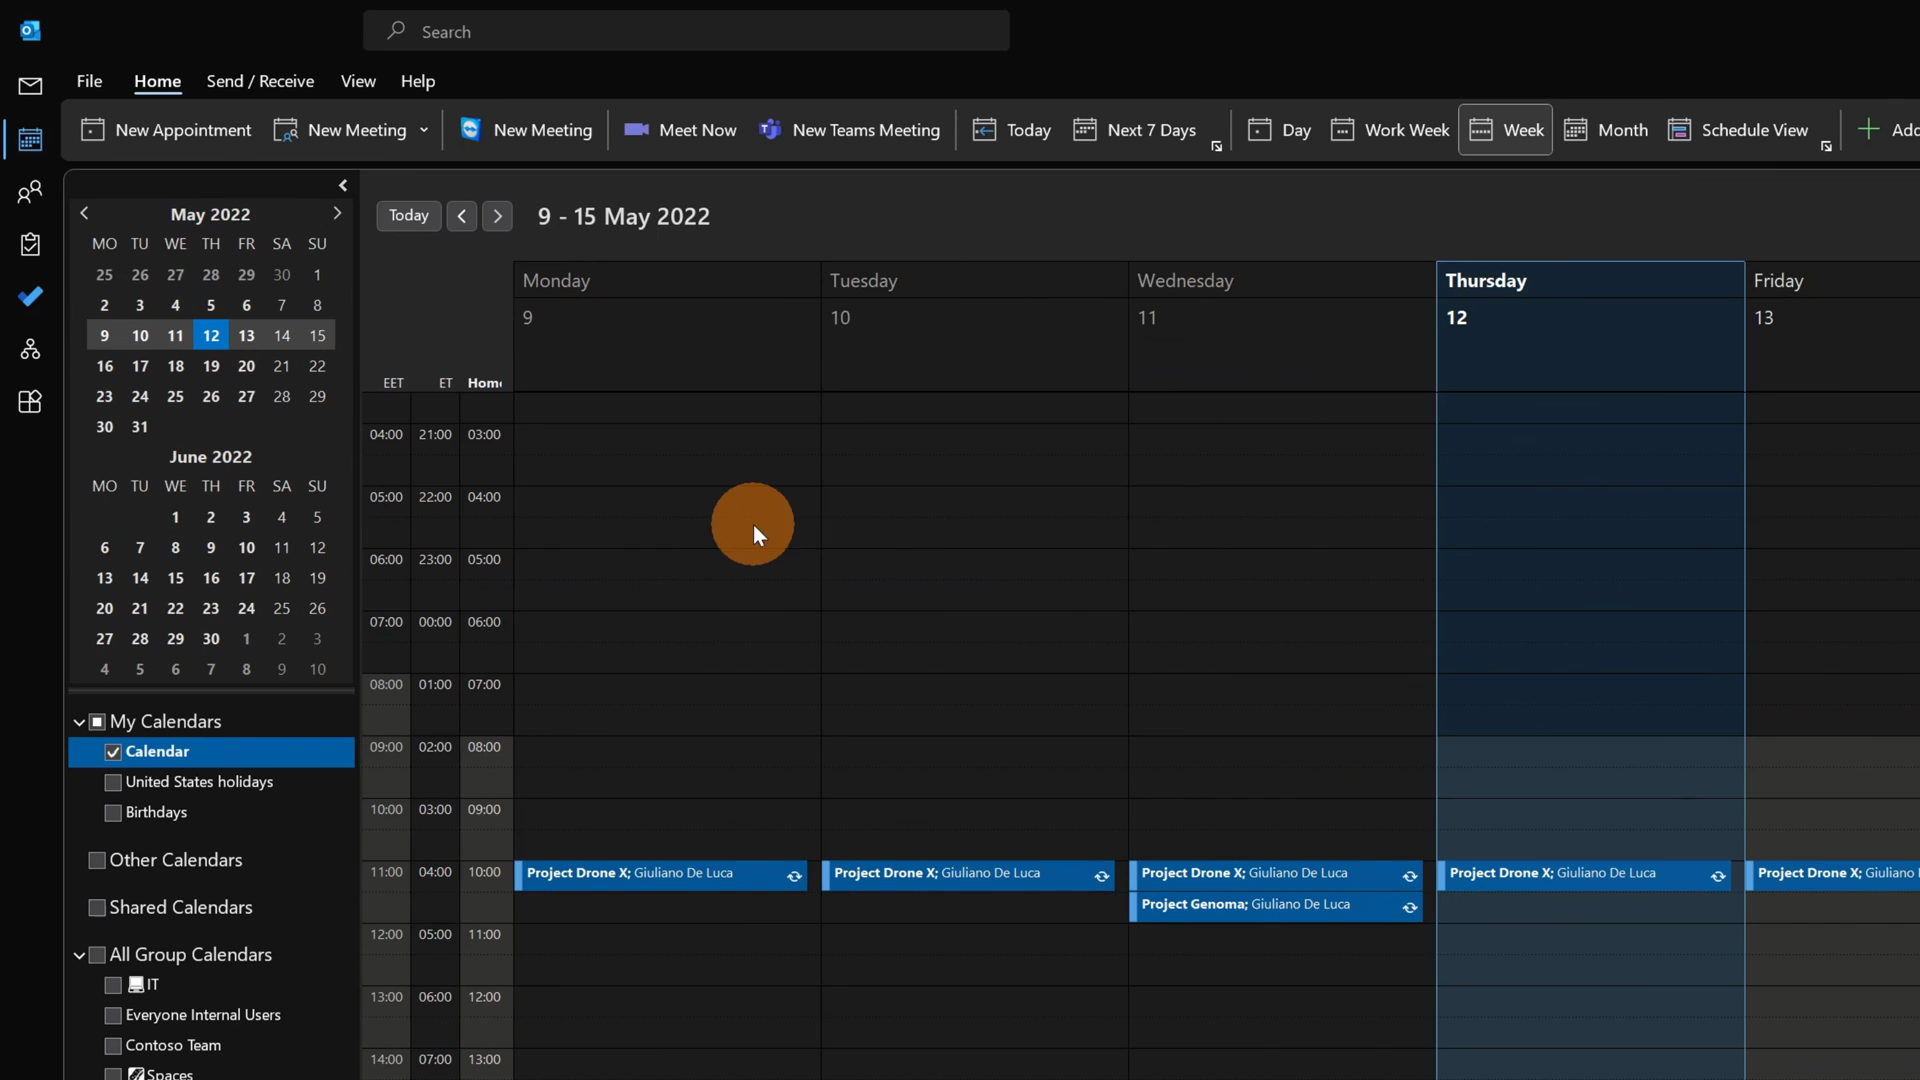 Search
File Home Send / Receive View Help
New Appointment New Meeting New Meeting Meet Now New Teams Meeting Today Next 7 Days Day Work Week Week Month Schedule View
May 2022
MO TU WE TH FR SA SU
25 26 27 28 29 30 1
2 3 4 5 6 7 8
9 10 11 12 13 14 15
16 17 18 19 20 21 22
23 24 25 26 27 28 29
30 31
June 2022
MO TU WE TH FR SA SU
1 2 3 4 5
6 7 8 9 10 11 12
13 14 15 16 17 18 19
20 21 22 23 24 25 26
27 28 29 30 1 2 3
4 5 6 7 8 9 10
My Calendars
Calendar
United States holidays
Birthdays
Other Calendars
Shared Calendars
All Group Calendars
IT
Everyone Internal Users
Contoso Team
Spaces
Today 9 - 15 May 2022
Monday Tuesday Wednesday Thursday Friday
9 10 11 12 13
EET ET Home
04:00 21:00 03:00
05:00 22:00 04:00
06:00 23:00 05:00
07:00 00:00 06:00
08:00 01:00 07:00
09:00 02:00 08:00
10:00 03:00 09:00
11:00 04:00 10:00 Project Drone X; Giuliano De Luca Project Drone X; Giuliano De Luca Project Drone X; Giuliano De Luca Project Drone X; Giuliano De Luca Project Drone X; Giuliano
Project Genoma; Giuliano De Luca
12:00 05:00 11:00
13:00 06:00 12:00
14:00 07:00 13:00